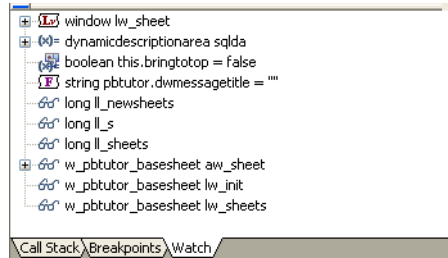 Lv window lw_sheet
(x)= dynamicdescriptionarea sqlda
(x) boolean this.bringtotop = false
F string pbtutor.dwmessagetitle = ""
long ll_newsheets
long ll_s
long ll_sheets
w_pbtutor_basesheet aw_sheet
w_pbtutor_basesheet lw_init
w_pbtutor_basesheet lw_sheets
Call Stack Breakpoints Watch